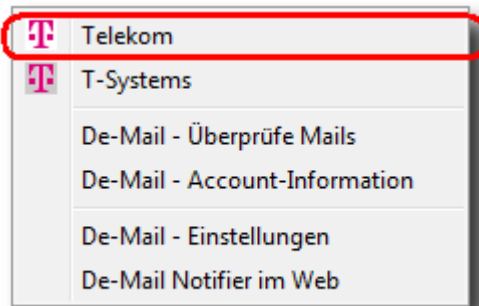 Telekom
T-Systems
De-Mail - Überprüfe Mails
De-Mail - Account-Information
De-Mail - Einstellungen
De-Mail Notifier im Web